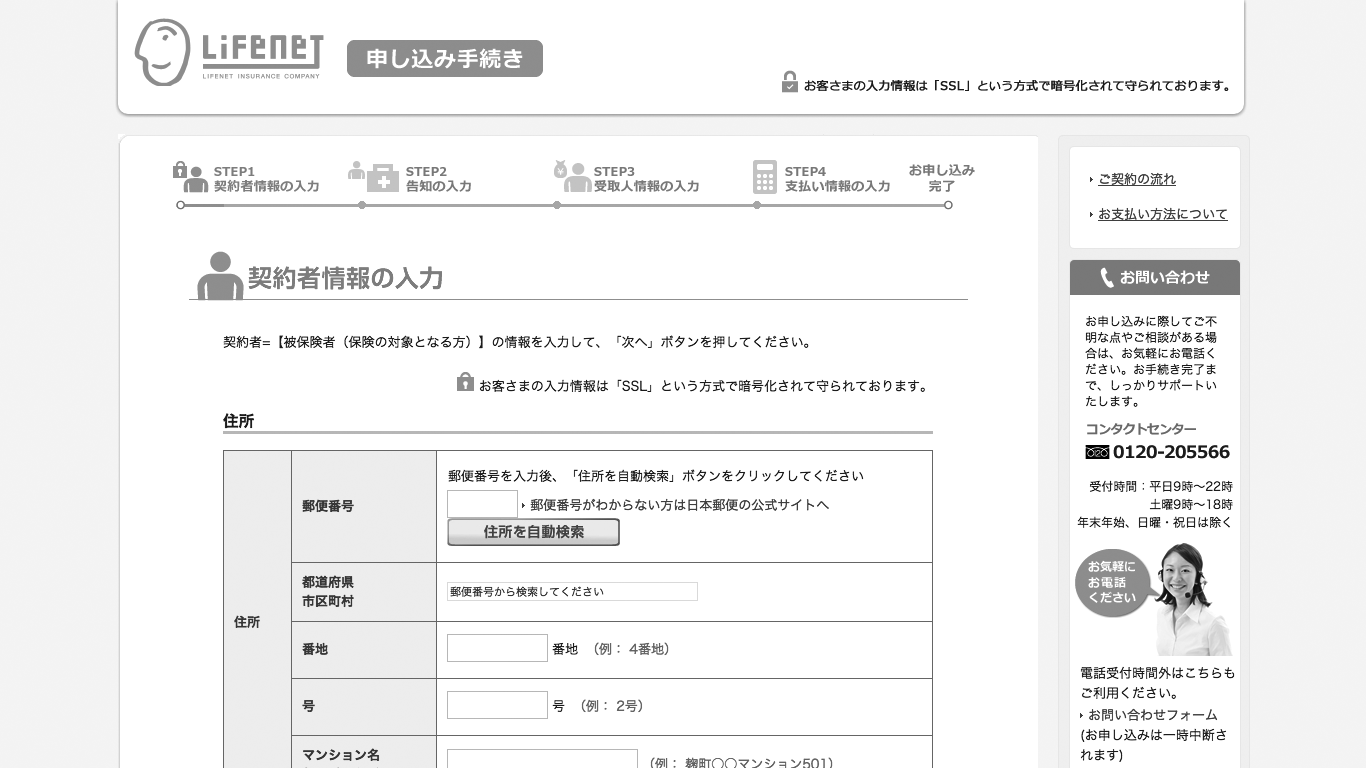 LIFENET
LIFENET INSURANCE COMPANY
申し込み手続き
お客さまの入力情報は「SSL」という方式で暗号化されて守られております。
STEP1
契約者情報の入力
STEP2
告知の入力
STEP3
受取人情報の入力
STEP4
支払い情報の入力
お申し込み
完了
契約者情報の入力
契約者=【被保険者（保険の対象となる方）】の情報を入力して、「次へ」ボタンを押してください。
お客さまの入力情報は「SSL」という方式で暗号化されて守られております。
住所
住所
郵便番号
郵便番号を入力後、「住所を自動検索」ボタンをクリックしてください
郵便番号がわからない方は日本郵便の公式サイトへ
住所を自動検索
都道府県
市区町村
郵便番号から検索してください
番地
番地 （例： 4番地）
号
号 （例： 2号）
マンション名
（例： 麹町○○マンション501）
ご契約の流れ
お支払い方法について
お問い合わせ
お申し込みに際してご不
明な点やご相談がある場
合は、お気軽にお電話く
ださい。お手続き完了ま
で、しっかりサポートい
たします。
コンタクトセンター
0120-205566
受付時間：平日9時〜22時
土曜9時〜18時
年末年始、日曜・祝日は除く
お気軽に
お電話
ください
電話受付時間外はこちらも
ご利用ください。
お問い合わせフォーム
(お申し込みは一時中断さ
れます)